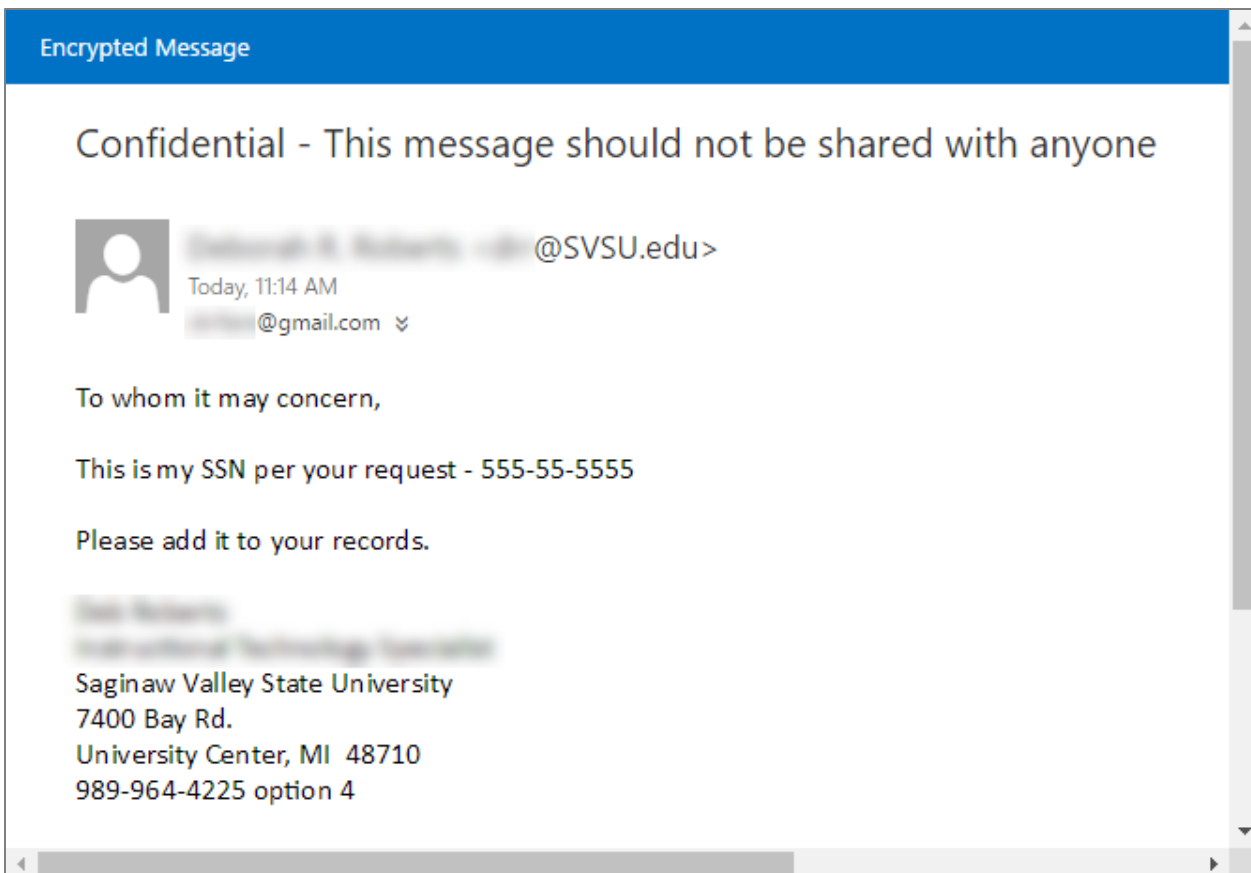 Encrypted Message
Confidential - This message should not be shared with anyone
@SVSU.edu>
Today, 11:14 AM
@gmail.com
To whom it may concern,
This is my SSN per your request - 555-55-5555
Please add it to your records.
Saginaw Valley State University
7400 Bay Rd.
University Center, MI  48710
989-964-4225 option 4